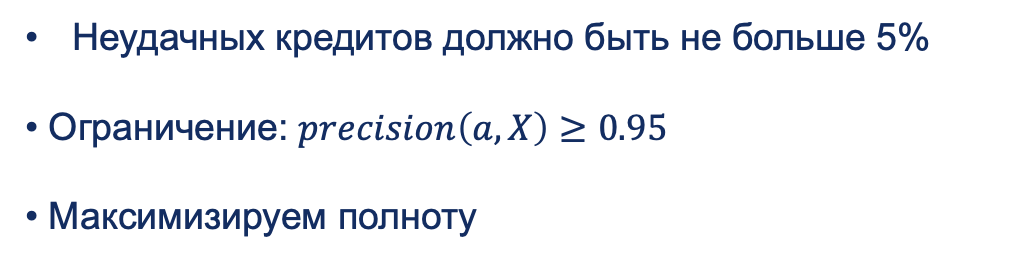 • Неудачных кредитов должно быть не больше 5%
• Ограничение: precision(a, X) ≥ 0.95
• Максимизируем полноту